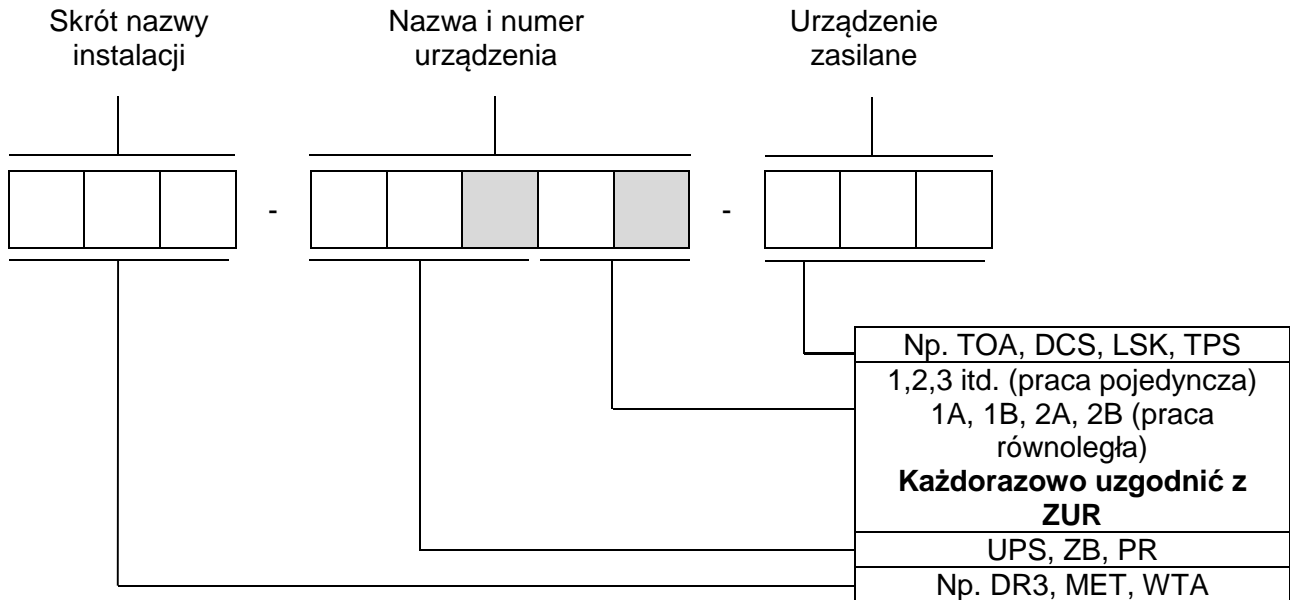 Skrót nazwy
instalacji
Nazwa i numer
urządzenia
Urządzenie
zasilane
-
-
Np. TOA, DCS, LSK, TPS
1,2,3 itd. (praca pojedyncza)
1A, 1B, 2A, 2B (praca
równoległa)
Każdorazowo uzgodnić z
ZUR
UPS, ZB, PR
Np. DR3, MET, WTA